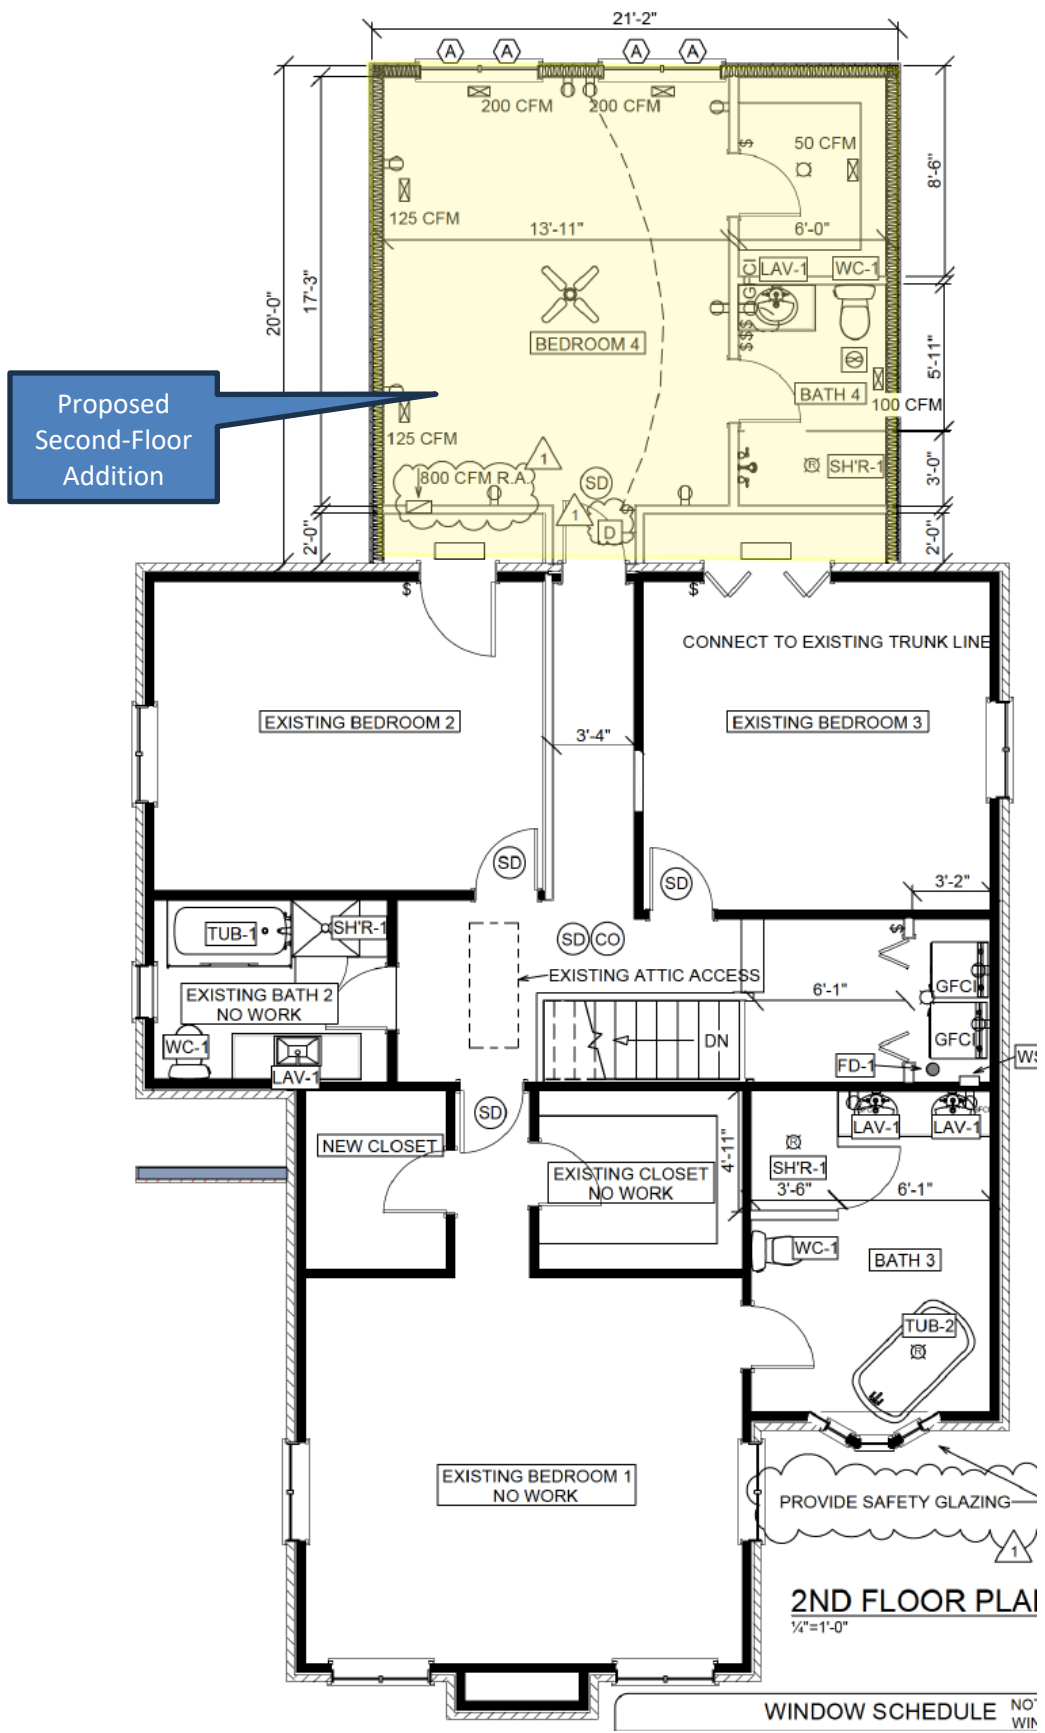 21'-2"
A
A
A
A
200 CFM
200 CFM
50 CFM
8'-6"
125 CFM
13'-11"
6'-0"
17'-3"
20'-0"
GFCI
LAV-1
WC-1
$
$$$
BEDROOM 4
5'-11"
BATH 4
100 CFM
Proposed
Second-Floor
Addition
125 CFM
1
800 CFM R.A.
SD
R
SH'R-1
3'-0"
1
$
D
2'-0"
2'-0"
$
$
CONNECT TO EXISTING TRUNK LINE
EXISTING BEDROOM 2
EXISTING BEDROOM 3
3'-4"
SD
SD
3'-2"
TUB-1
SH'R-1
SD
CO
$
EXISTING ATTIC ACCESS
EXISTING BATH 2
NO WORK
6'-1"
GFCI
WC-1
DN
GFCI
LAV-1
FD-1
WS
SD
NEW CLOSET
4'-11"
LAV-1
LAV-1
R
SH'R-1
EXISTING CLOSET
NO WORK
3'-6"
6'-1"
WC-1
BATH 3
TUB-2
R
EXISTING BEDROOM 1
NO WORK
PROVIDE SAFETY GLAZING
1
2ND FLOOR PLAN
¼"=1'-0"
WINDOW SCHEDULE
NOT
WIN